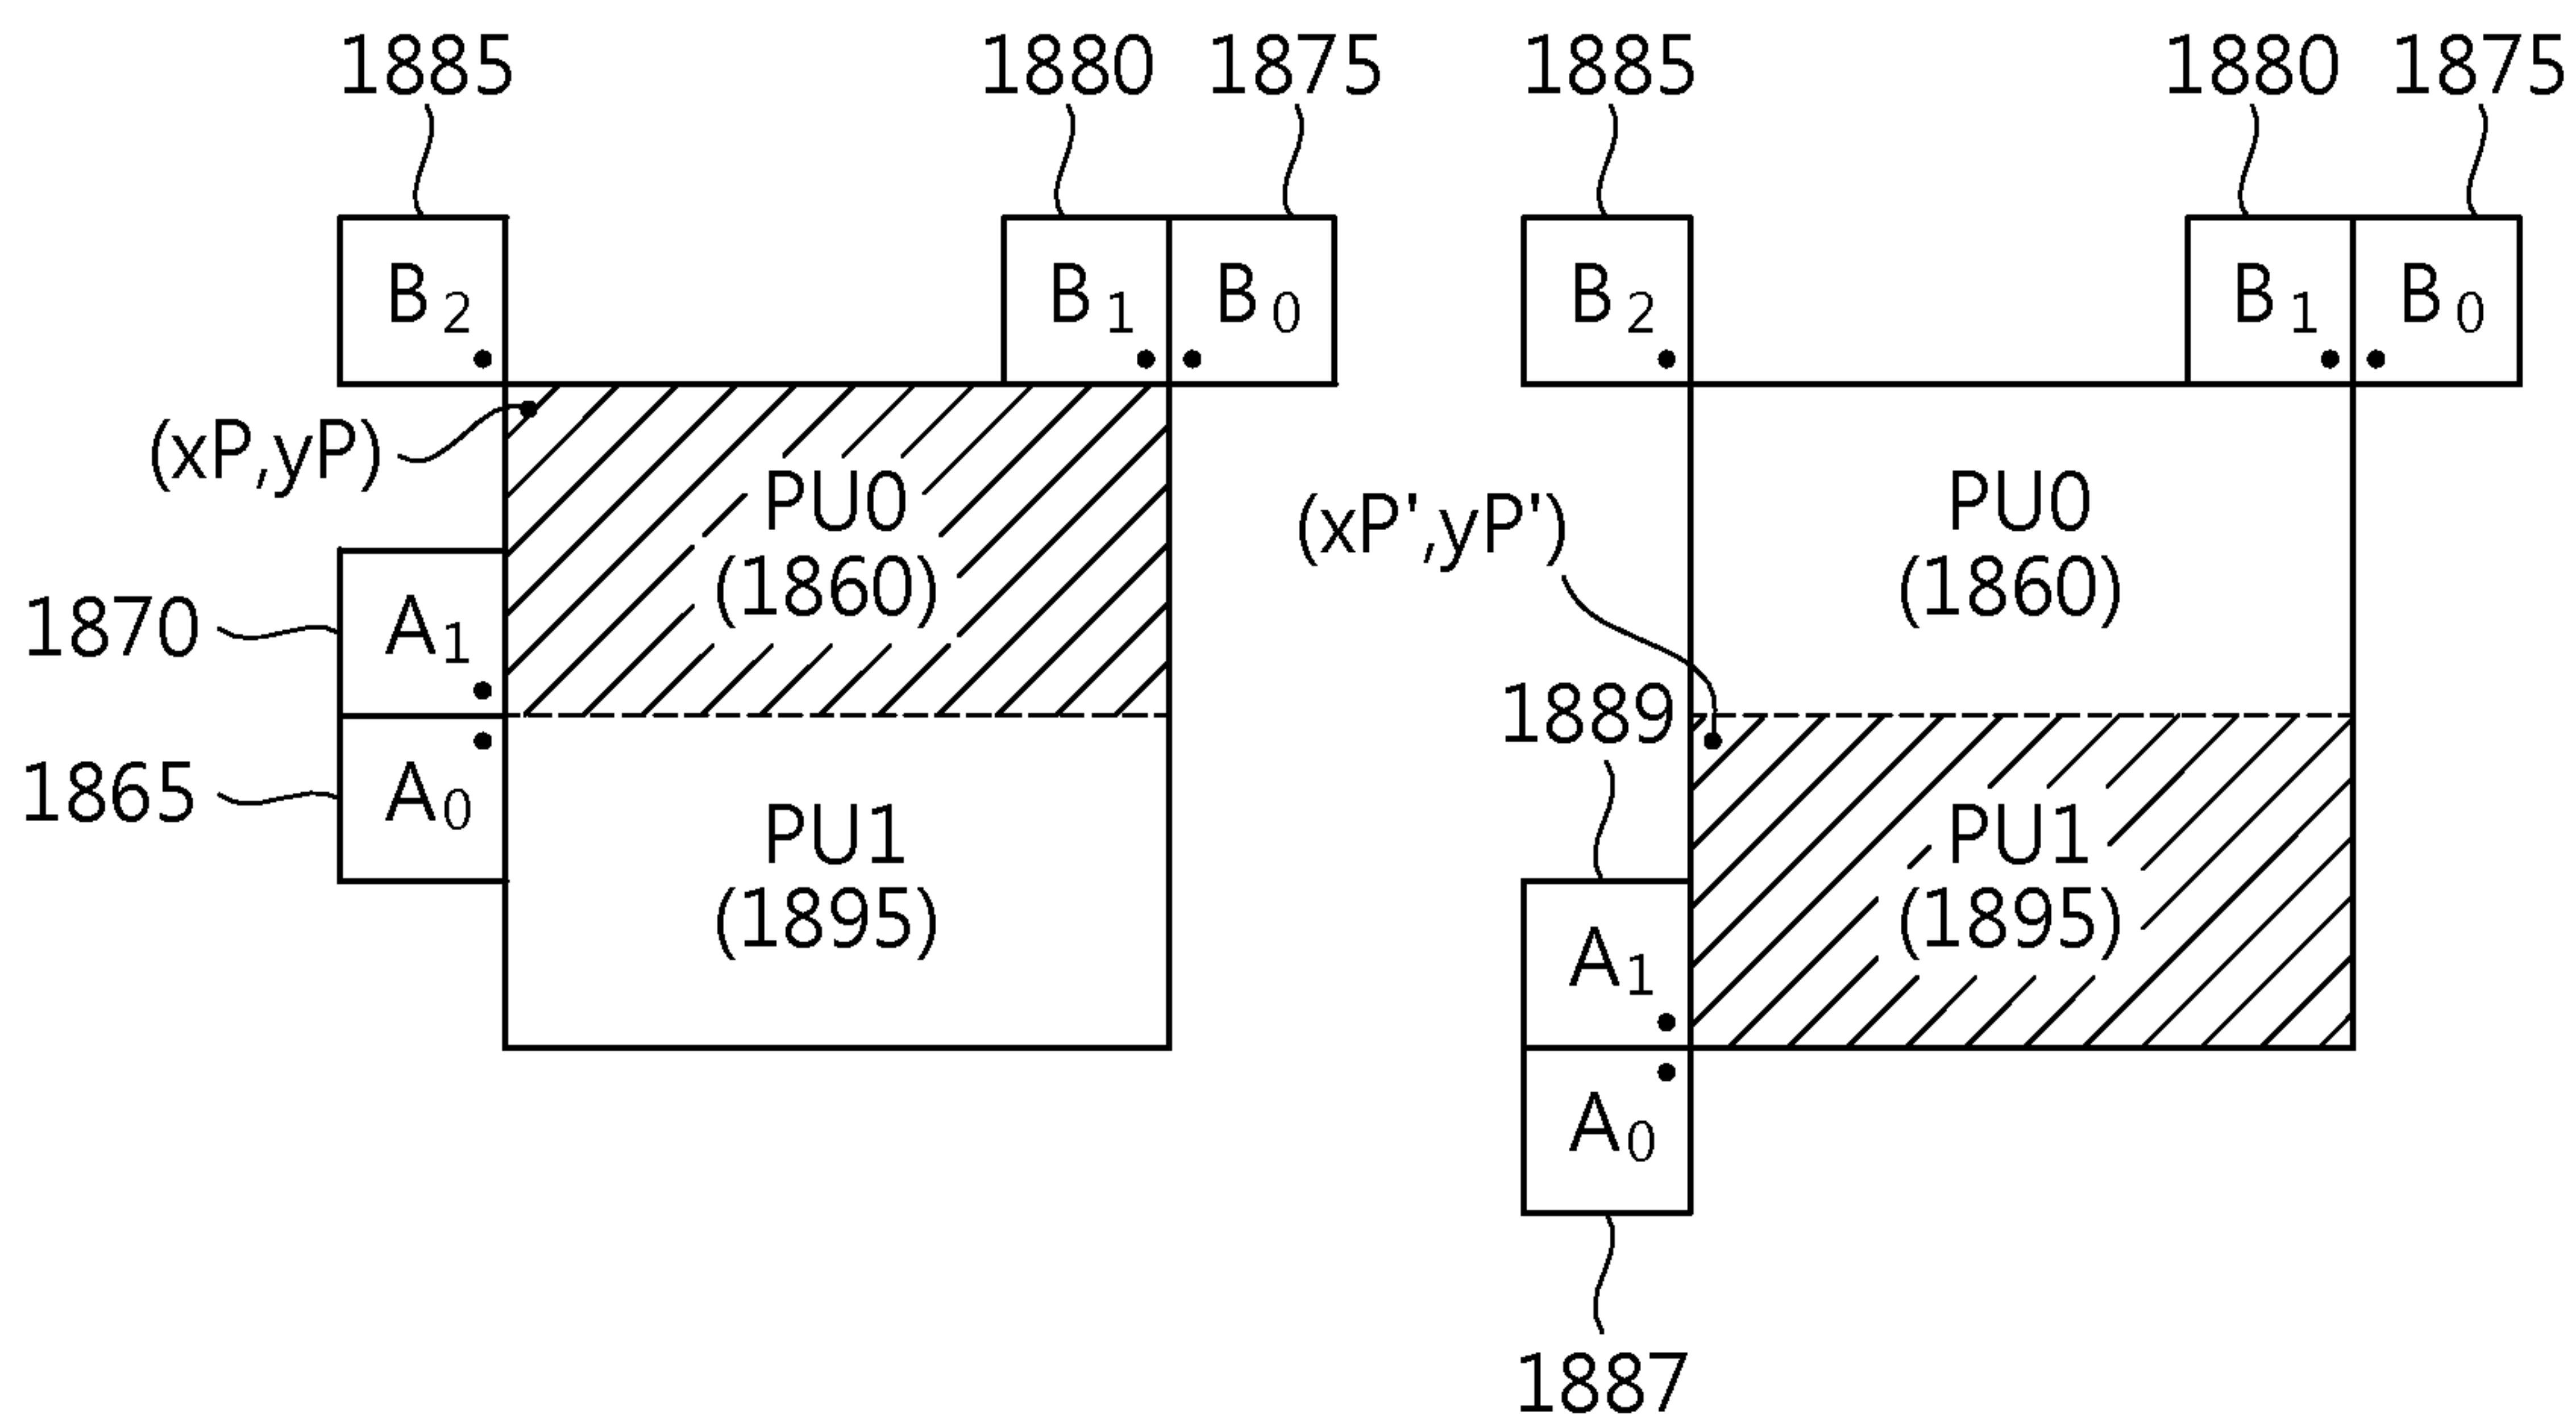 1885
1880
1875
B2
B1
B0
(xP,yP)
PU0
(1860)
1870
A1
1865
A0
PU1
(1895)
1885
1880
1875
B2
B1
B0
PU0
(1860)
(xP',yP')
1889
PU1
(1895)
A1
A0
1887